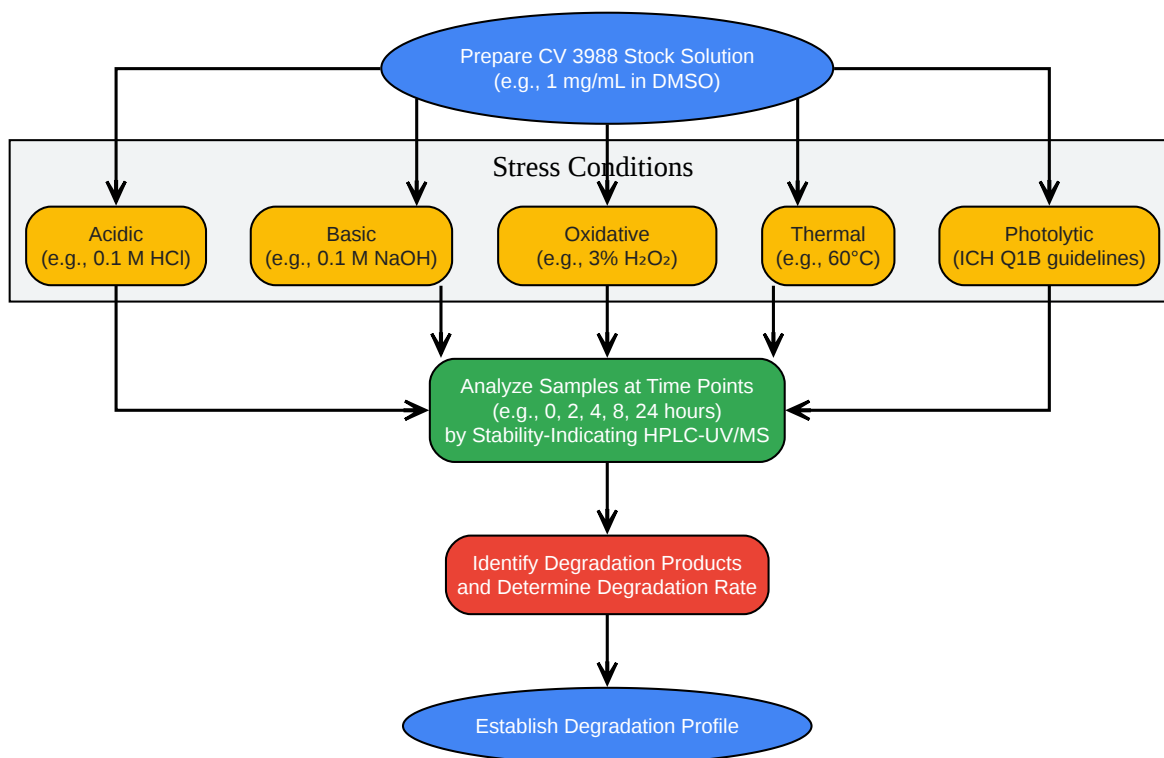 Prepare CV 3988 Stock Solution
(e.g., 1 mg/mL in DMSO)
Stress Conditions
Acidic
(e.g., 0.1 M HCl)
Basic
(e.g., 0.1 M NaOH)
Oxidative
(e.g., 3% H₂O₂)
Thermal
(e.g., 60°C)
Photolytic
(ICH Q1B guidelines)
Analyze Samples at Time Points
(e.g., 0, 2, 4, 8, 24 hours)
by Stability-Indicating HPLC-UV/MS
Identify Degradation Products
and Determine Degradation Rate
Establish Degradation Profile